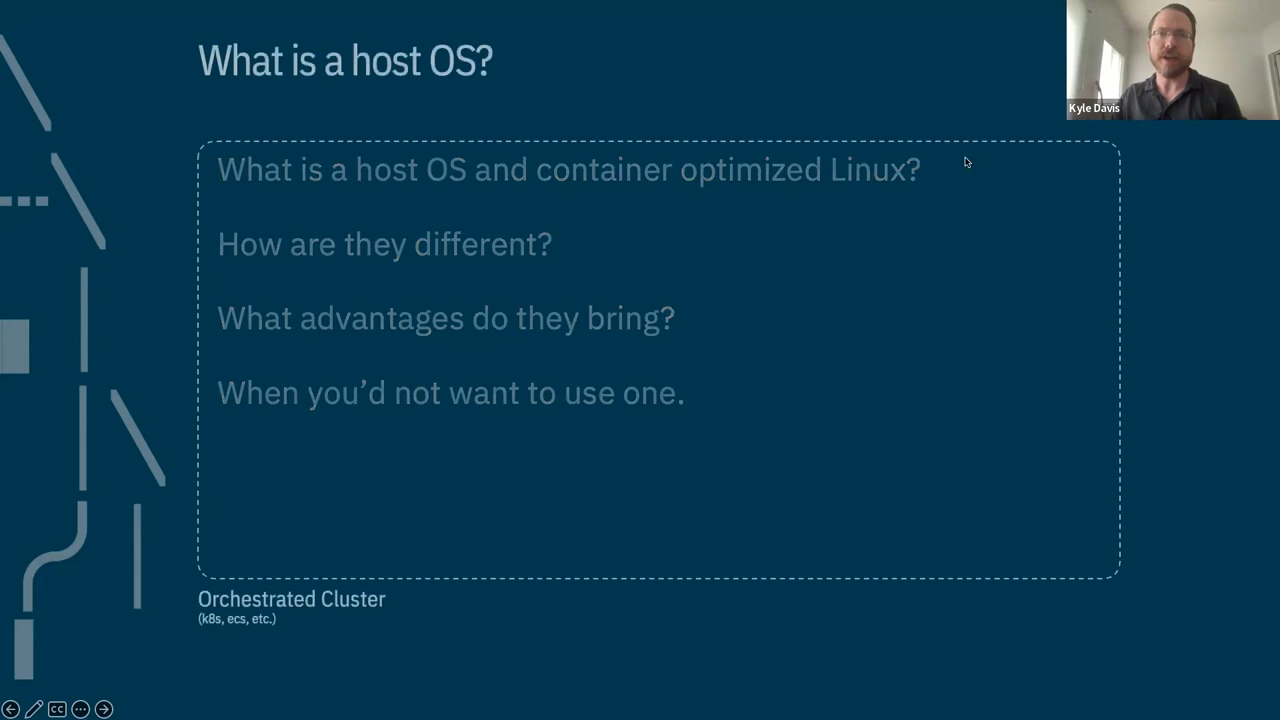 What is a host OS?
Kyle Davis
What is a host OS and container optimized Linux?
How are they different?
What advantages do they bring?
When you’d not want to use one.
Orchestrated Cluster
(k8s, ecs, etc.)
CC